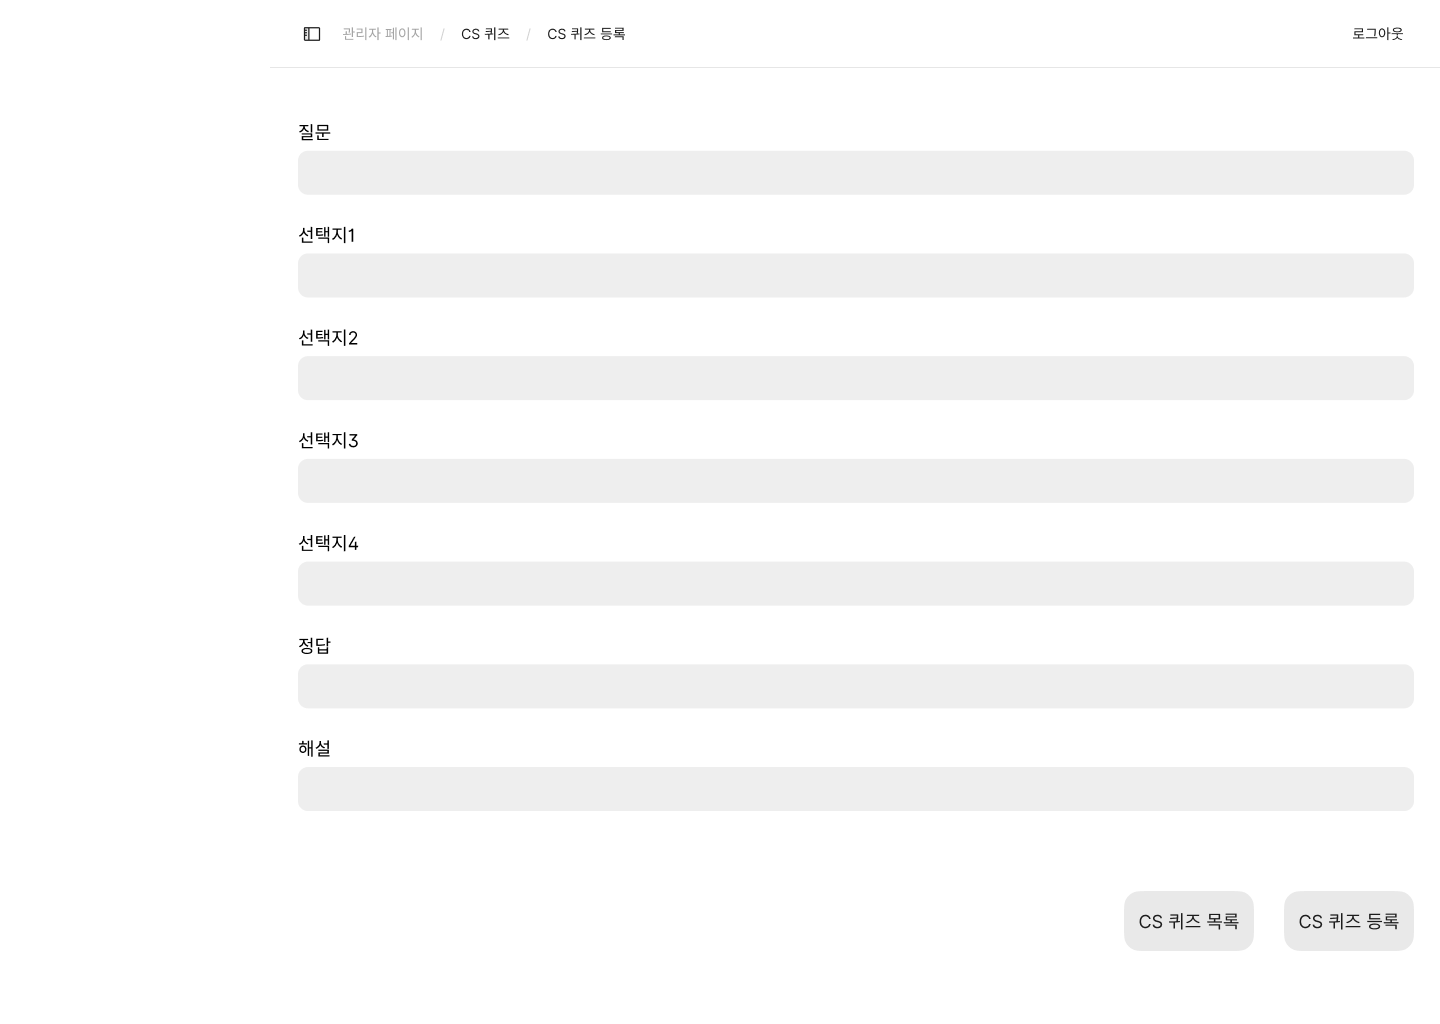 관리자 페이지 / CS 퀴즈 / CS 퀴즈 등록 로그아웃
질문
선택지1
선택지2
선택지3
선택지4
정답
해설
CS 퀴즈 목록 CS 퀴즈 등록